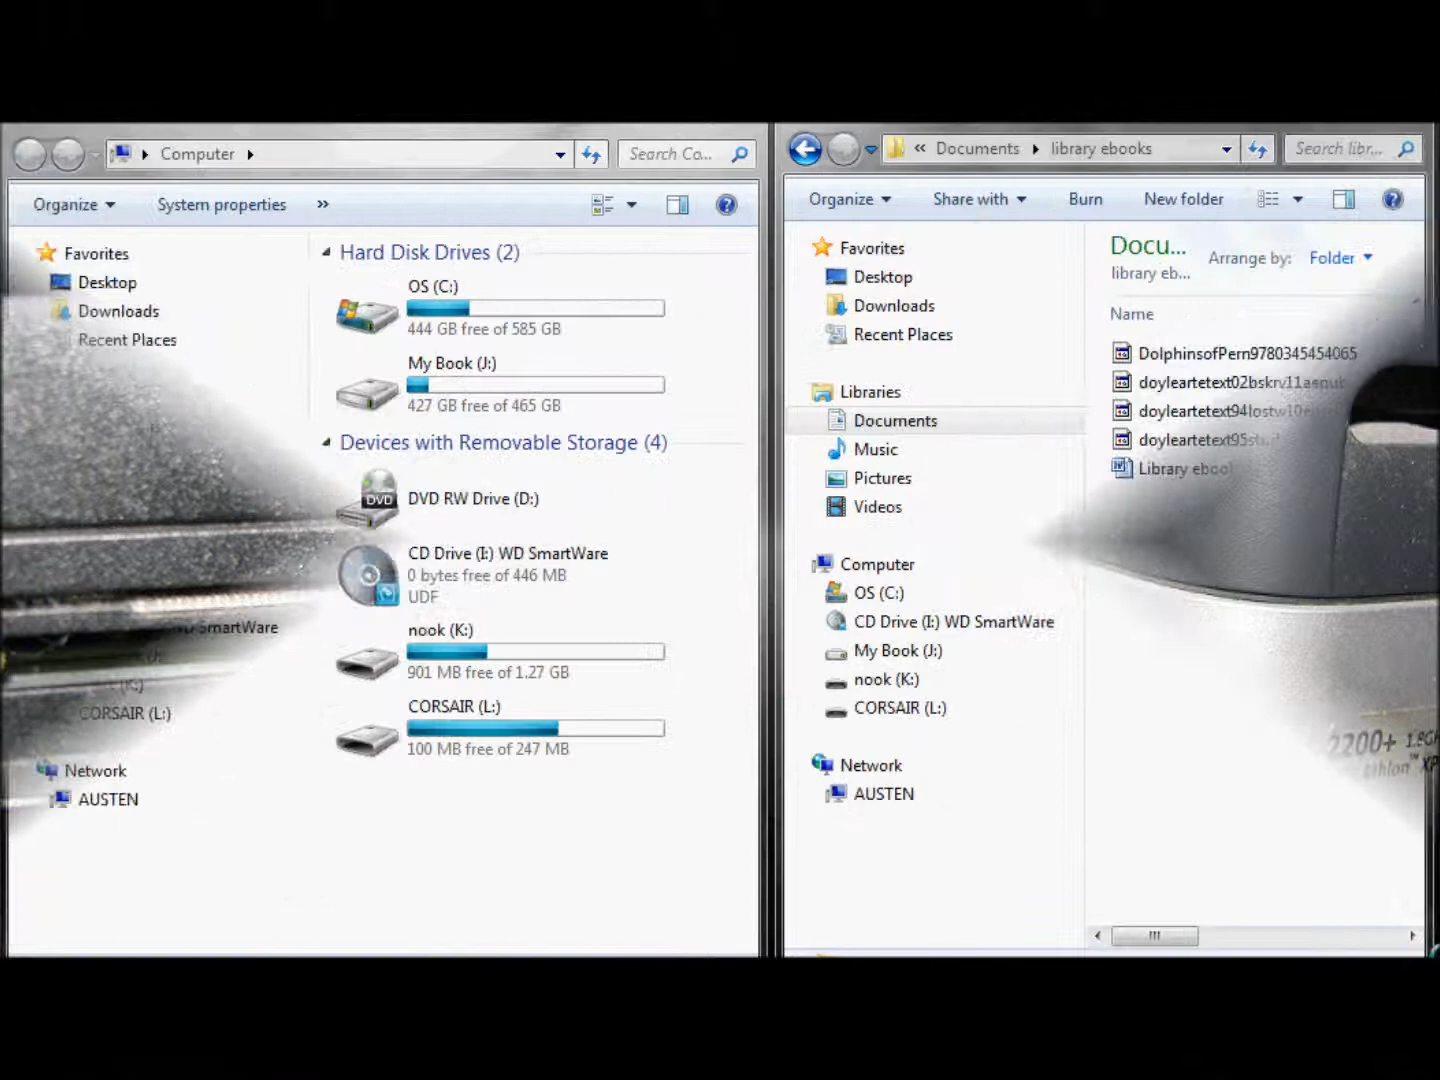 Computer
Search Co...
Organize
System properties
»
Favorites
Desktop
Downloads
Recent Places
SmartWare
CORSAIR (L:)
Network
AUSTEN
Hard Disk Drives (2)
OS (C:)
444 GB free of 585 GB
My Book (J:)
427 GB free of 465 GB
Devices with Removable Storage (4)
DVD
DVD RW Drive (D:)
CD Drive (I:) WD SmartWare
0 bytes free of 446 MB
UDF
nook (K:)
901 MB free of 1.27 GB
CORSAIR (L:)
100 MB free of 247 MB
« Documents library ebooks
Search libr...
Organize
Share with
Burn
New folder
Favorites
Desktop
Downloads
Recent Places
Libraries
Documents
Music
Pictures
Videos
Computer
OS (C:)
CD Drive (I:) WD SmartWare
My Book (J:)
nook (K:)
CORSAIR (L:)
Network
AUSTEN
Docu...
library eb...
Arrange by:
Folder
Name
DolphinsofPern9780345454065
Library
2200+
XP